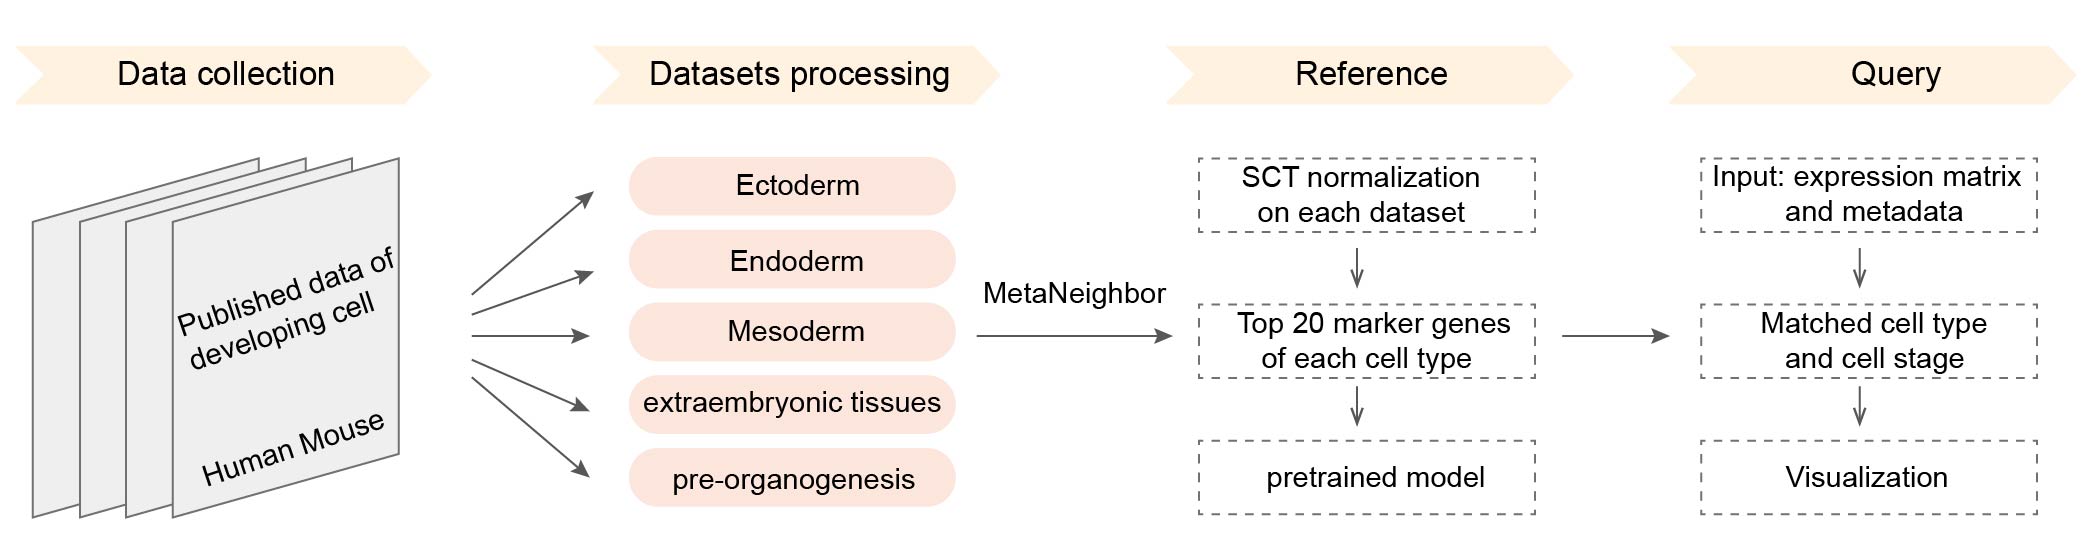 Data collection
Datasets processing
Reference
Query
Published data of
developing cell
Human Mouse
Ectoderm
Endoderm
Mesoderm
extraembryonic tissues
pre-organogenesis
MetaNeighbor
SCT normalization
on each dataset
Top 20 marker genes
of each cell type
pretrained model
Input: expression matrix
and metadata
Matched cell type
and cell stage
Visualization